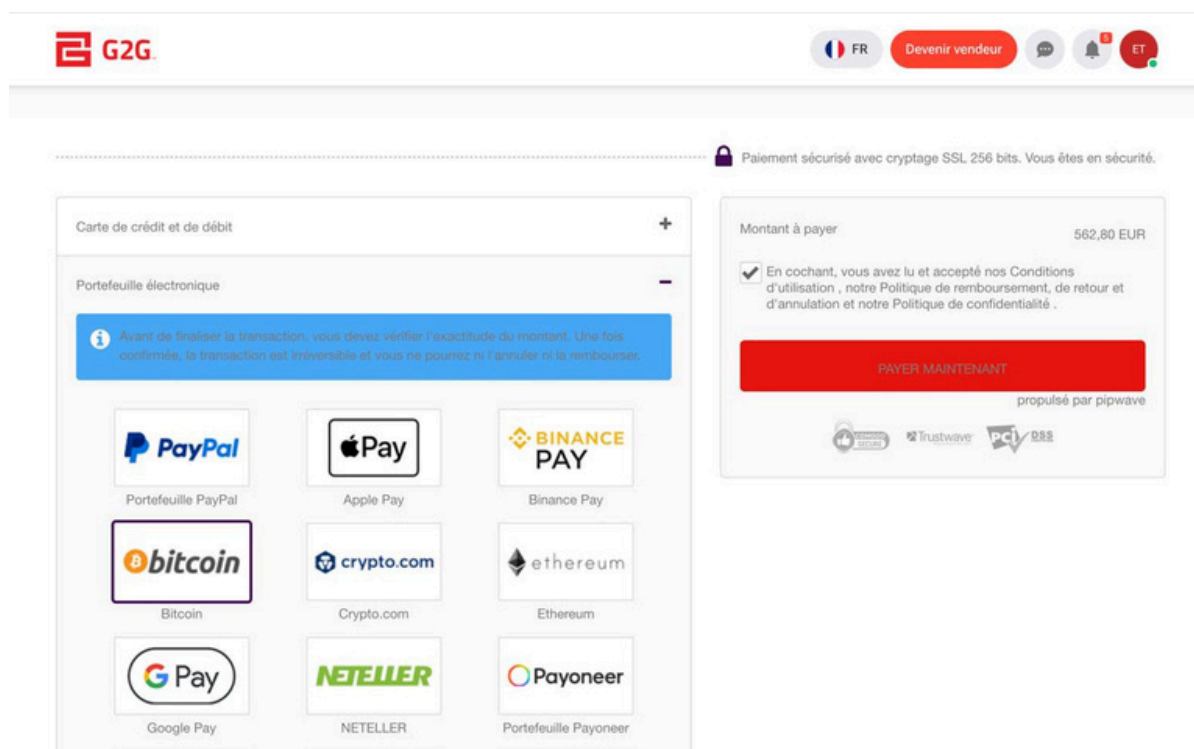 G2G
FR
Devenir vendeur
5
ET
Paiement sécurisé avec cryptage SSL 256 bits. Vous êtes en sécurité.
Carte de crédit et de débit
Portefeuille électronique
Avant de finaliser la transaction, vous devez vérifier l'exactitude du montant. Une fois
confirmée, la transaction est irréversible et vous ne pourrez ni l'annuler ni la rembourser.
PayPal
Portefeuille PayPal
Pay
Apple Pay
BINANCE
PAY
Binance Pay
bitcoin
Bitcoin
crypto.com
Crypto.com
ethereum
Ethereum
G Pay
Google Pay
NETELLER
NETELLER
Payoneer
Portefeuille Payoneer
Montant à payer
562,80 EUR
En cochant, vous avez lu et accepté nos Conditions
d'utilisation , notre Politique de remboursement, de retour et
d'annulation et notre Politique de confidentialité .
PAYER MAINTENANT
propulsé par pipwave
Trustwave
PCI DSS